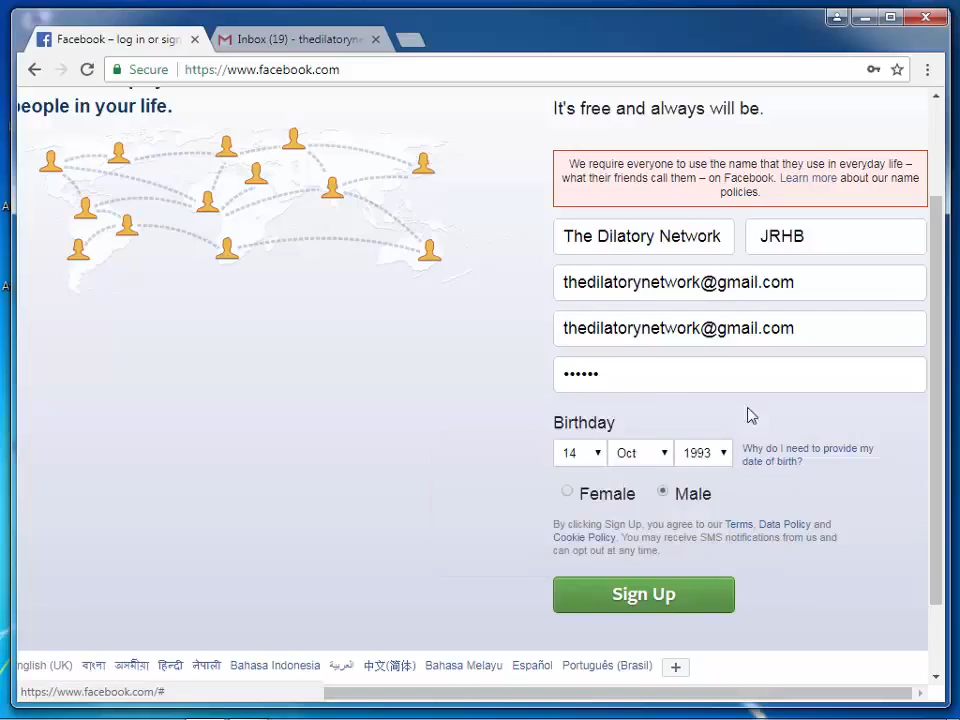 Facebook – log in or sign
Inbox (19) - thedilatoryne
Secure
https://www.facebook.com
people in your life.
It's free and always will be.
We require everyone to use the name that they use in everyday life –
what their friends call them – on Facebook. Learn more about our name
policies.
The Dilatory Network
JRHB
thedilatorynetwork@gmail.com
thedilatorynetwork@gmail.com
••••••
Birthday
14 Oct 1993
Why do I need to provide my
date of birth?
Female Male
By clicking Sign Up, you agree to our Terms, Data Policy and
Cookie Policy. You may receive SMS notifications from us and
can opt out at any time.
Sign Up
nglish (UK) বাংলা অসমীয়া हिन्दी नेपाली Bahasa Indonesia العربية 中文(简体) Bahasa Melayu Español Português (Brasil) +
https://www.facebook.com/#